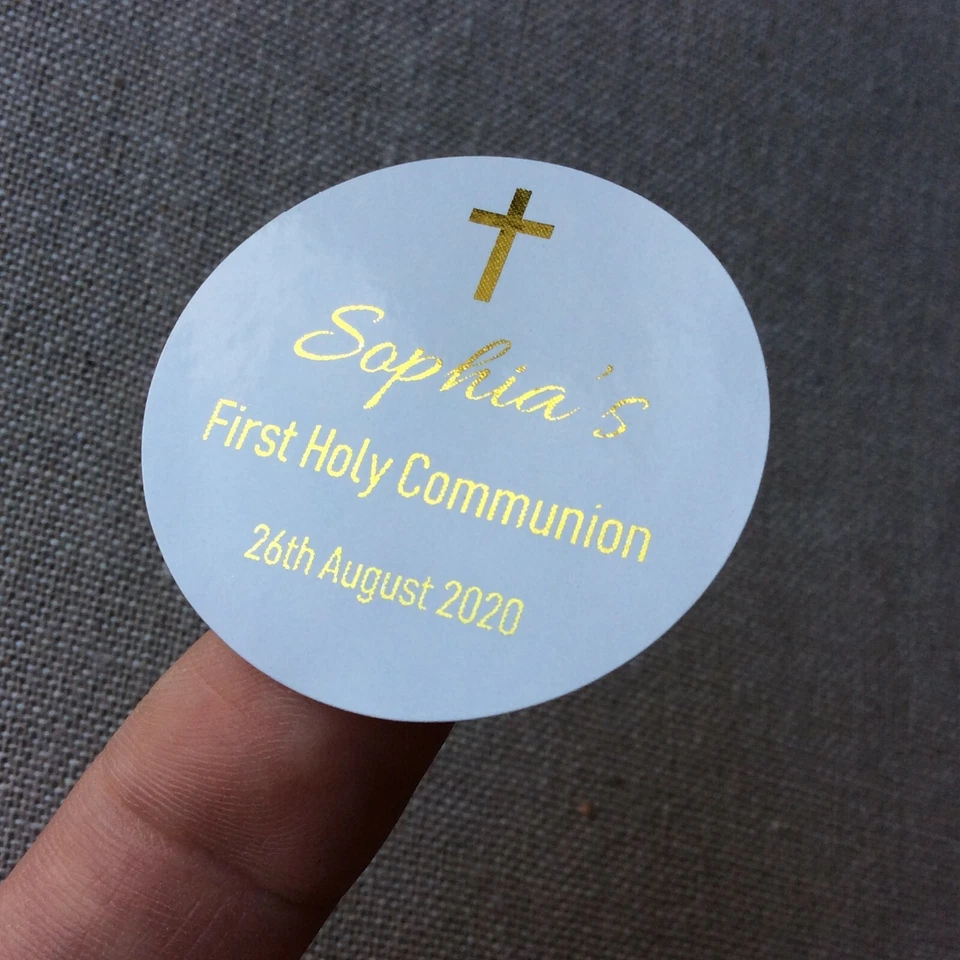 Sophia's
First Holy Communion
26th August 2020